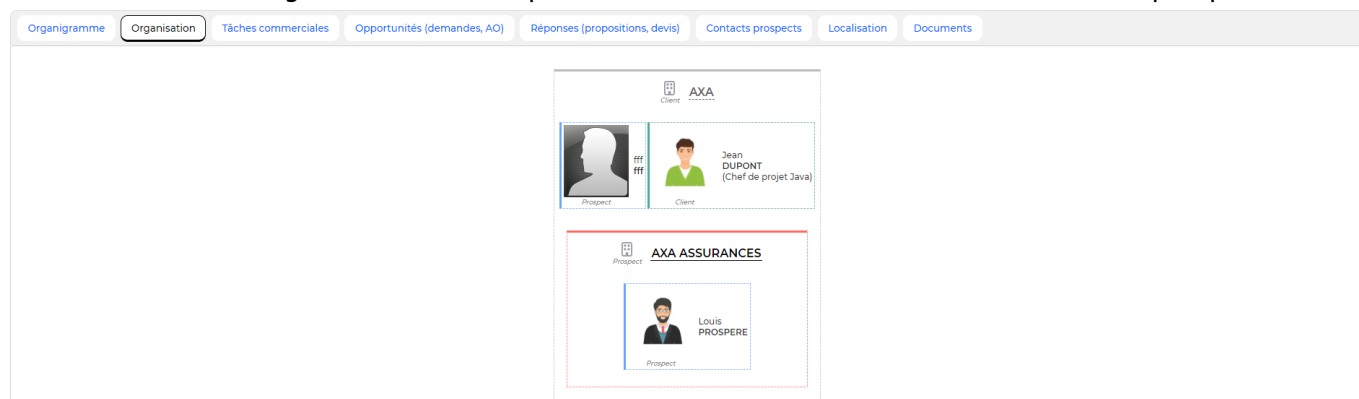 Organigramme
Organisation
Tâches commerciales
Opportunités (demandes, AO)
Réponses (propositions, devis)
Contacts prospects
Localisation
Documents
Client
AXA
fff
fff
Prospect
Jean
DUPONT
(Chef de projet Java)
Client
Prospect
AXA ASSURANCES
Louis
PROSPERE
Prospect